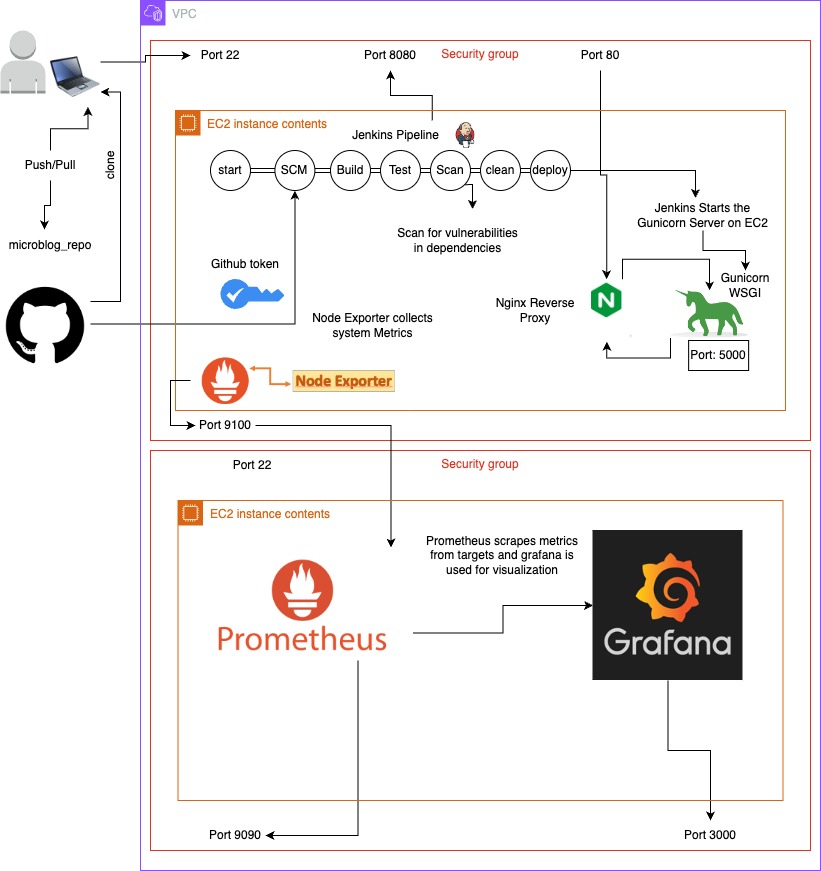 VPC
Port 22
Port 8080
Security group
Port 80
EC2 instance contents
Jenkins Pipeline
start
SCM
Build
Test
Scan
clean
deploy
Push/Pull
clone
microblog_repo
Scan for vulnerabilities
in dependencies
Jenkins Starts the
Gunicorn Server on EC2
Github token
Gunicorn
WSGI
Nginx Reverse
Proxy
N
Node Exporter collects
system Metrics
Port: 5000
Node Exporter
Port 9100
Port 22
Security group
EC2 instance contents
Prometheus scrapes metrics
from targets and grafana is
used for visualization
Prometheus
Grafana
Port 9090
Port 3000